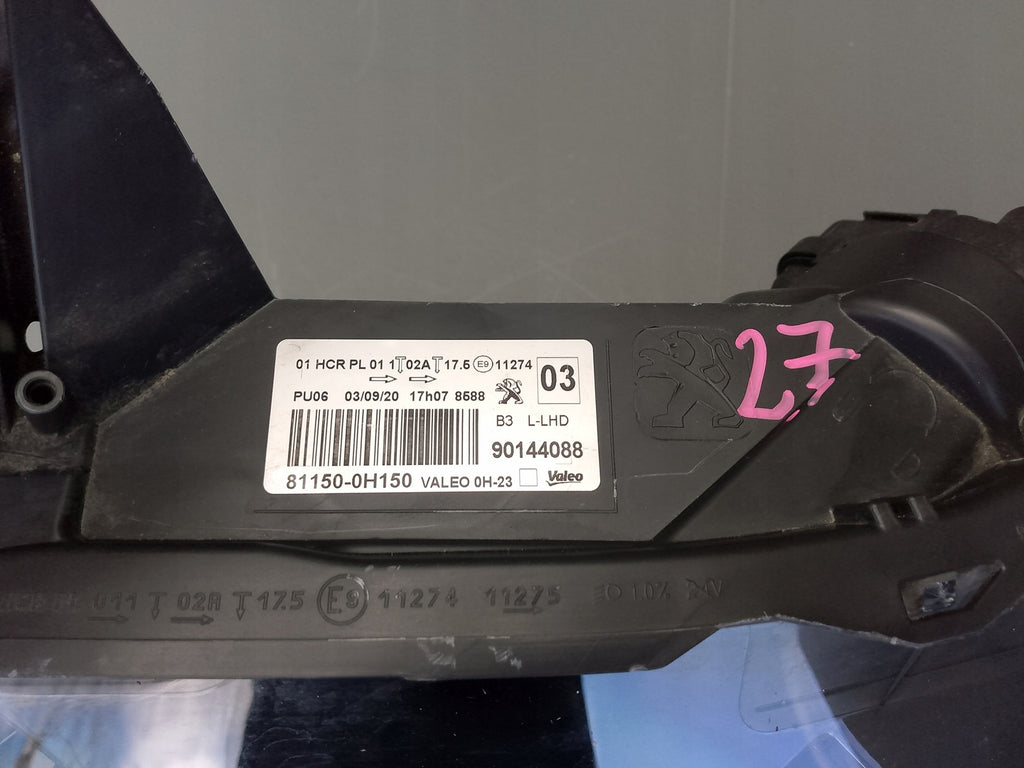 01 HCR PL 01 1 02A 17.5 E9 11274
03
PU06 03/09/20 17h07 8588
B3 L-LHD
90144088
81150-0H150 VALEO 0H-23 Valeo
27
011 02A 17.5 E9 11274 11275 1.0%